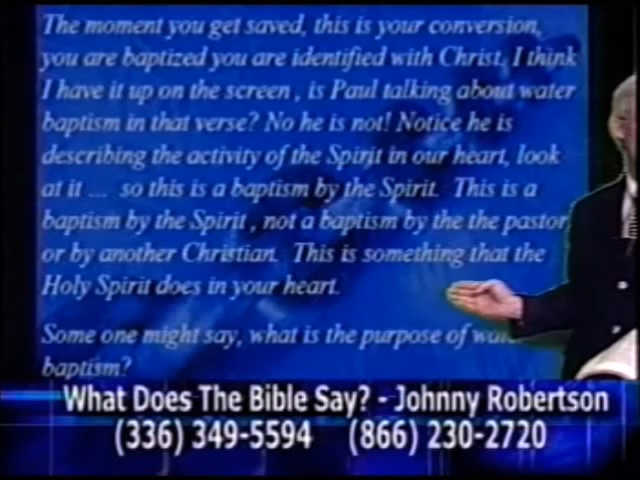 The moment you get saved, this is your conversion,
you are baptized you are identified with Christ, I think
I have it up on the screen , is Paul talking about water
baptism in that verse? No he is not! Notice he is
describing the activity of the Spirit in our heart, look
at it ... so this is a baptism by the Spirit. This is a
baptism by the Spirit , not a baptism by the the pastor
or by another Christian. This is something that the
Holy Spirit does in your heart.
Some one might say, what is the purpose of
baptism?
What Does The Bible Say? - Johnny Robertson
(336) 349-5594 (866) 230-2720